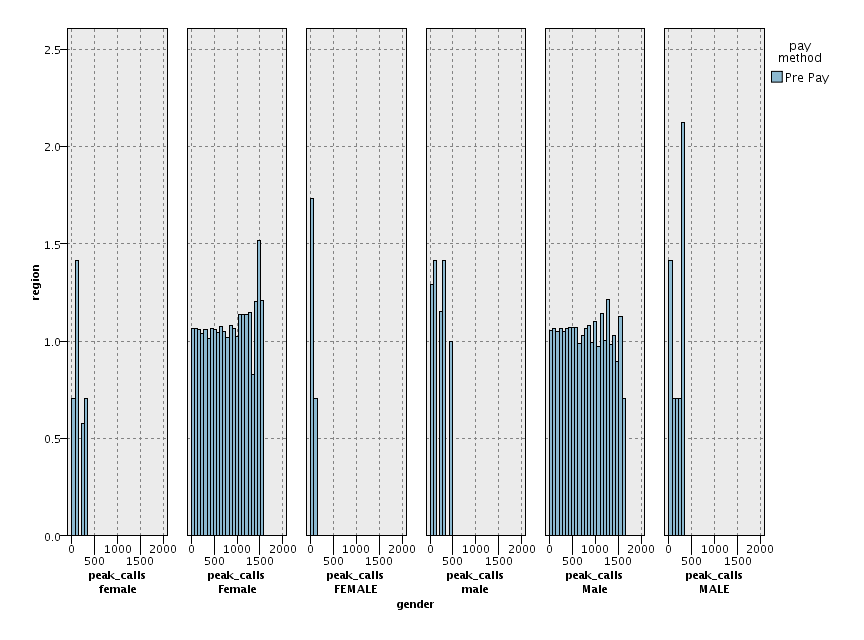 pay
method
Pre Pay
2.5
2.0
1.5
1.0
0.5
0.0
region
0 1000 2000 0 1000 2000 0 1000 2000 0 1000 2000 0 1000 2000 0 1000 2000
500 1500 500 1500 500 1500 500 1500 500 1500 500 1500
peak_calls peak_calls peak_calls peak_calls peak_calls peak_calls
female Female FEMALE male Male MALE
gender